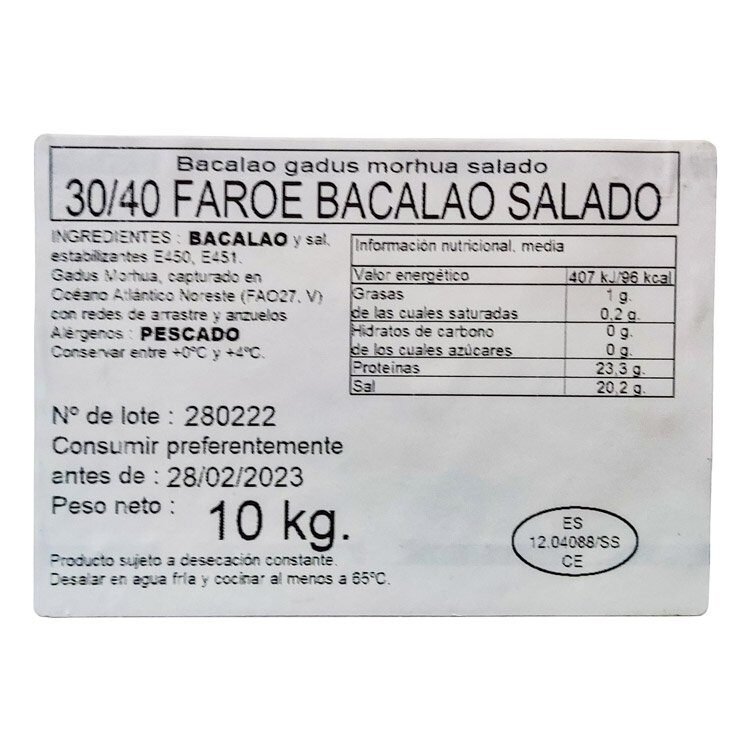 Bacalao gadus morhua salado
30/40 FAROE BACALAO SALADO
INGREDIENTES : BACALAO y sal,
estabilizantes E450, E451.
Gadus Morhua, capturado en
Océano Atlántico Noreste (FAO27, V)
con redes de arrastre y anzuelos
Alérgenos : PESCADO
Conservar entre +0ºC y +4ºC.
Información nutricional. media
Valor energético 407 kJ/96 kcal
Grasas 1 g.
de las cuales saturadas 0,2 g.
Hidratos de carbono 0 g.
de los cuales azúcares 0 g.
Proteinas 23,3 g.
Sal 20,2 g.
Nº de lote : 280222
Consumir preferentemente
antes de : 28/02/2023
Peso neto : 10 kg.
Producto sujeto a desecación constante.
Desalar en agua fría y cocinar al menos a 65ºC.
ES
12.04088/SS
CE